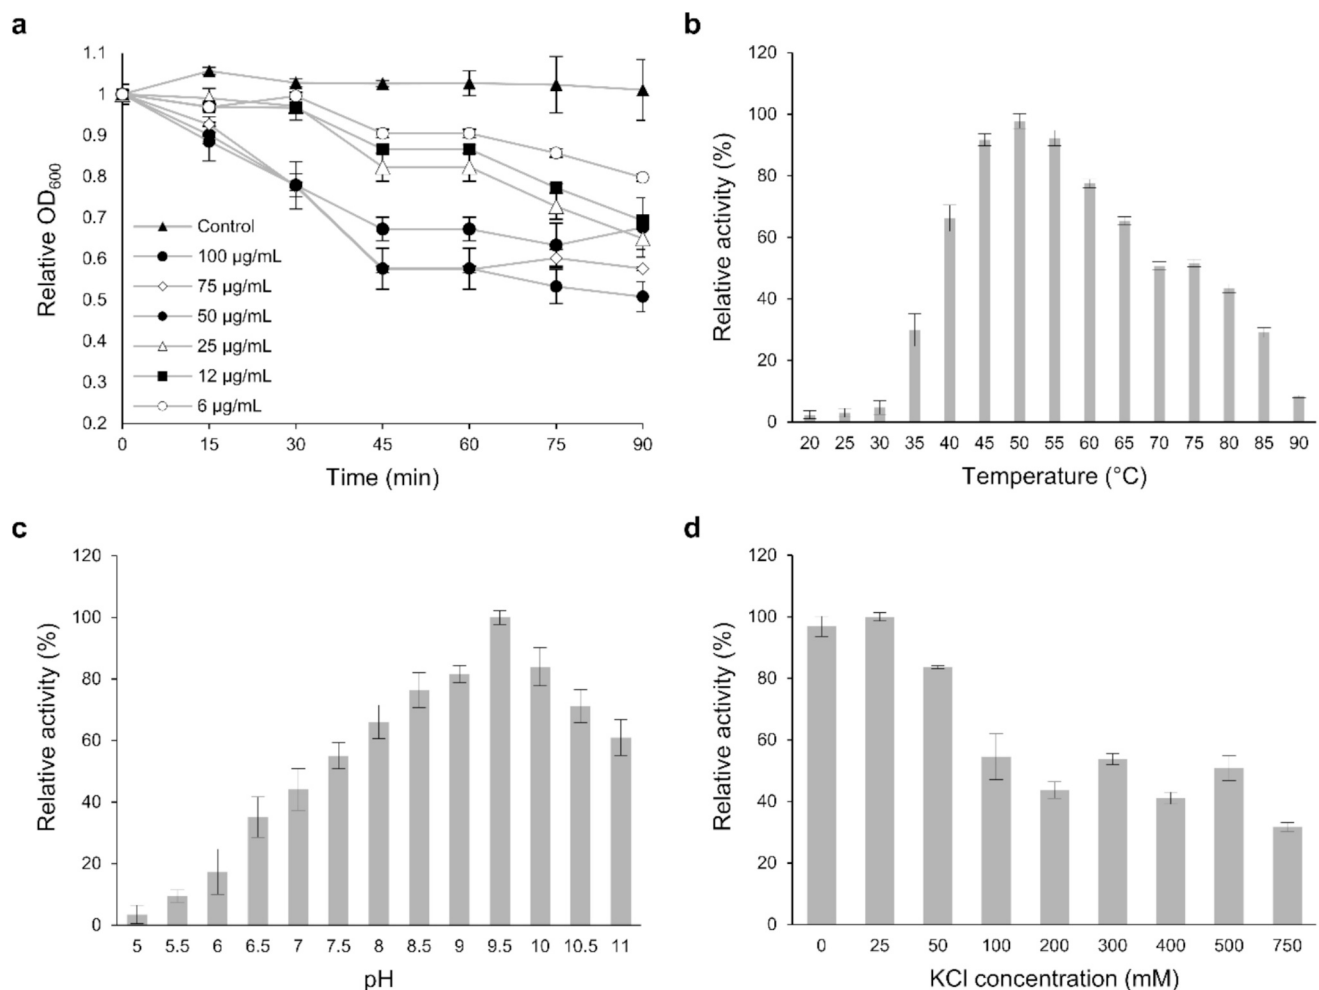 a
1.1
1
0.9
0.8
0.7
0.6
0.5
0.4
0.3
0.2
Relative OD600
Control
100 µg/mL
75 µg/mL
50 µg/mL
25 µg/mL
12 µg/mL
6 µg/mL
0 15 30 45 60 75 90
Time (min)
b
120
100
80
60
40
20
0
Relative activity (%)
20 25 30 35 40 45 50 55 60 65 70 75 80 85 90
Temperature (°C)
c
120
100
80
60
40
20
0
Relative activity (%)
5 5.5 6 6.5 7 7.5 8 8.5 9 9.5 10 10.5 11
pH
d
120
100
80
60
40
20
0
Relative activity (%)
0 25 50 100 200 300 400 500 750
KCl concentration (mM)